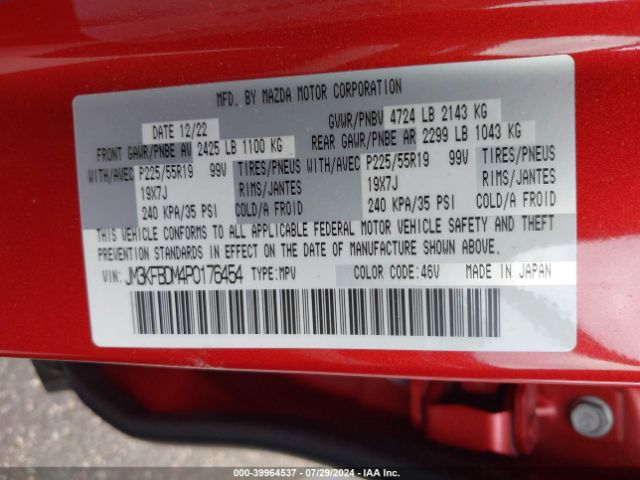 MFD. BY MAZDA MOTOR CORPORATION
DATE 12/22 GVWR/PNBV 4724 LB 2143 KG
FRONT GAWR/PNBE AV 2425 LB 1100 KG REAR GAWR/PNBE AR 2299 LB 1043 KG
WITH/AVEC P225/55R19 99V TIRES/PNEUS WITH/AVEC P225/55R19 99V TIRES/PNEUS
19X7J RIMS/JANTES 19X7J RIMS/JANTES
240 KPA/35 PSI COLD/A FROID 240 KPA/35 PSI COLD/A FROID
THIS VEHICLE CONFORMS TO ALL APPLICABLE FEDERAL MOTOR VEHICLE SAFETY AND THEFT
PREVENTION STANDARDS IN EFFECT ON THE DATE OF MANUFACTURE SHOWN ABOVE.
VIN: JM3KFBDM4P0176454 TYPE:MPV COLOR CODE:46V MADE IN JAPAN
000-39964537 - 07/29/2024 - IAA Inc.